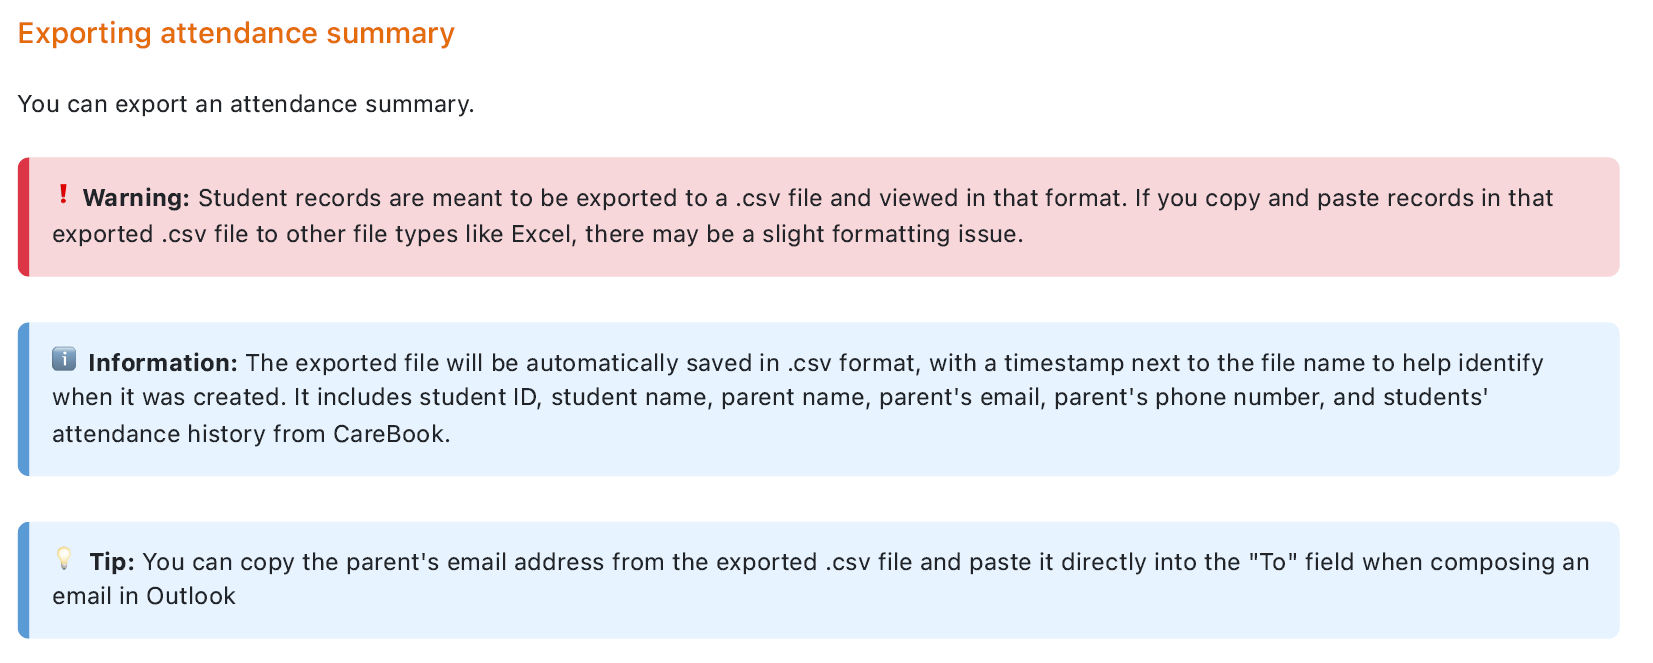 Exporting attendance summary
You can export an attendance summary.
❗ Warning: Student records are meant to be exported to a .csv file and viewed in that format. If you copy and paste records in that
exported .csv file to other file types like Excel, there may be a slight formatting issue.
ℹ️ Information: The exported file will be automatically saved in .csv format, with a timestamp next to the file name to help identify
when it was created. It includes student ID, student name, parent name, parent's email, parent's phone number, and students'
attendance history from CareBook.
💡 Tip: You can copy the parent's email address from the exported .csv file and paste it directly into the "To" field when composing an
email in Outlook